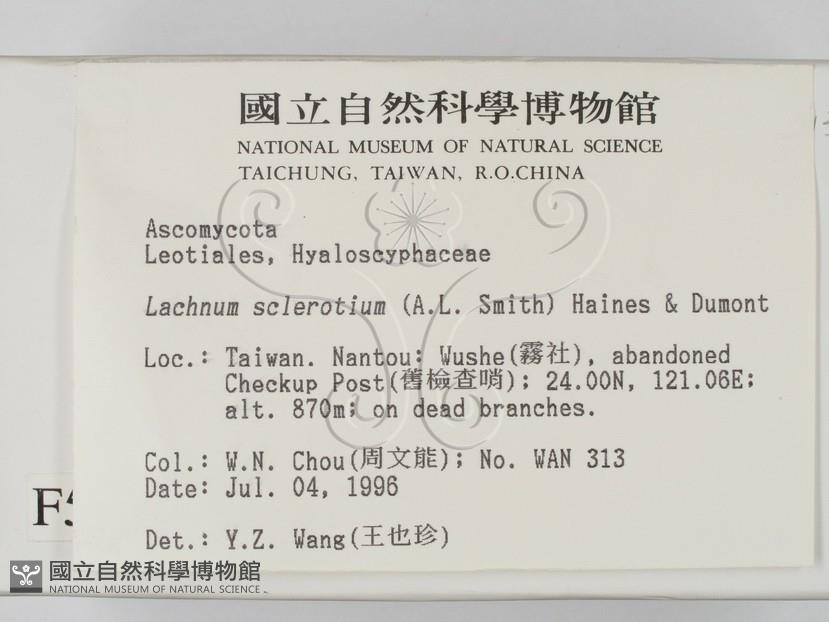 國立自然科學博物館
NATIONAL MUSEUM OF NATURAL SCIENCE
TAICHUNG, TAIWAN, R.O.CHINA
Ascomycota
Leotiales, Hyaloscyphaceae
Lachnum sclerotium (A.L. Smith) Haines & Dumont
Loc.: Taiwan. Nantou: Wushe(霧社), abandoned
Checkup Post(舊檢查哨); 24.00N, 121.06E;
alt. 870m; on dead branches.
Col.: W.N. Chou(周文能); No. WAN 313
Date: Jul. 04, 1996
Det.: Y.Z. Wang(王也珍)
國立自然科學博物館
NATIONAL MUSEUM OF NATURAL SCIENCE